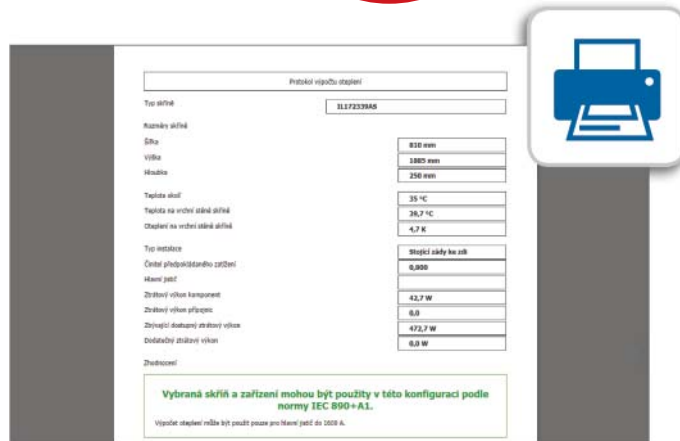 Protokol výpočtu oteplení
Typ skříně IL172339AS
Rozměry skříně
Šířka 810 mm
Výška 1885 mm
Hloubka 250 mm
Teplota okolí 35 °C
Teplota na vrchní stěně skříně 39,7 °C
Oteplení na vrchní stěně skříně 4,7 K
Typ instalace Stojící zády ke zdi
Činitel předpokládaného zatížení 0,800
Hlavní jistič
Ztrátový výkon komponent 42,7 W
Ztrátový výkon přípojnic 0,0
Zbývající dostupný ztrátový výkon 472,7 W
Dodatečný ztrátový výkon 0,0 W
Zhodnocení
Vybraná skříň a zařízení mohou být použity v této konfiguraci podle
normy IEC 890+A1.
Výpočet oteplení může být použit pouze pro hlavní jistič do 1600 A.